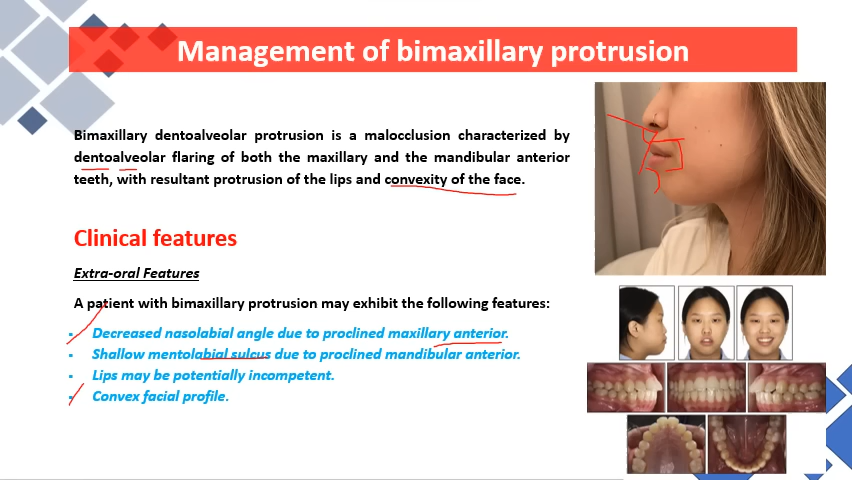 Management of bimaxillary protrusion
Bimaxillary dentoalveolar protrusion is a malocclusion characterized by
dentoalveolar flaring of both the maxillary and the mandibular anterior
teeth, with resultant protrusion of the lips and convexity of the face.
Clinical features
Extra-oral Features
A patient with bimaxillary protrusion may exhibit the following features:
- Decreased nasolabial angle due to proclined maxillary anterior.
- Shallow mentolabial sulcus due to proclined mandibular anterior.
- Lips may be potentially incompetent.
- Convex facial profile.